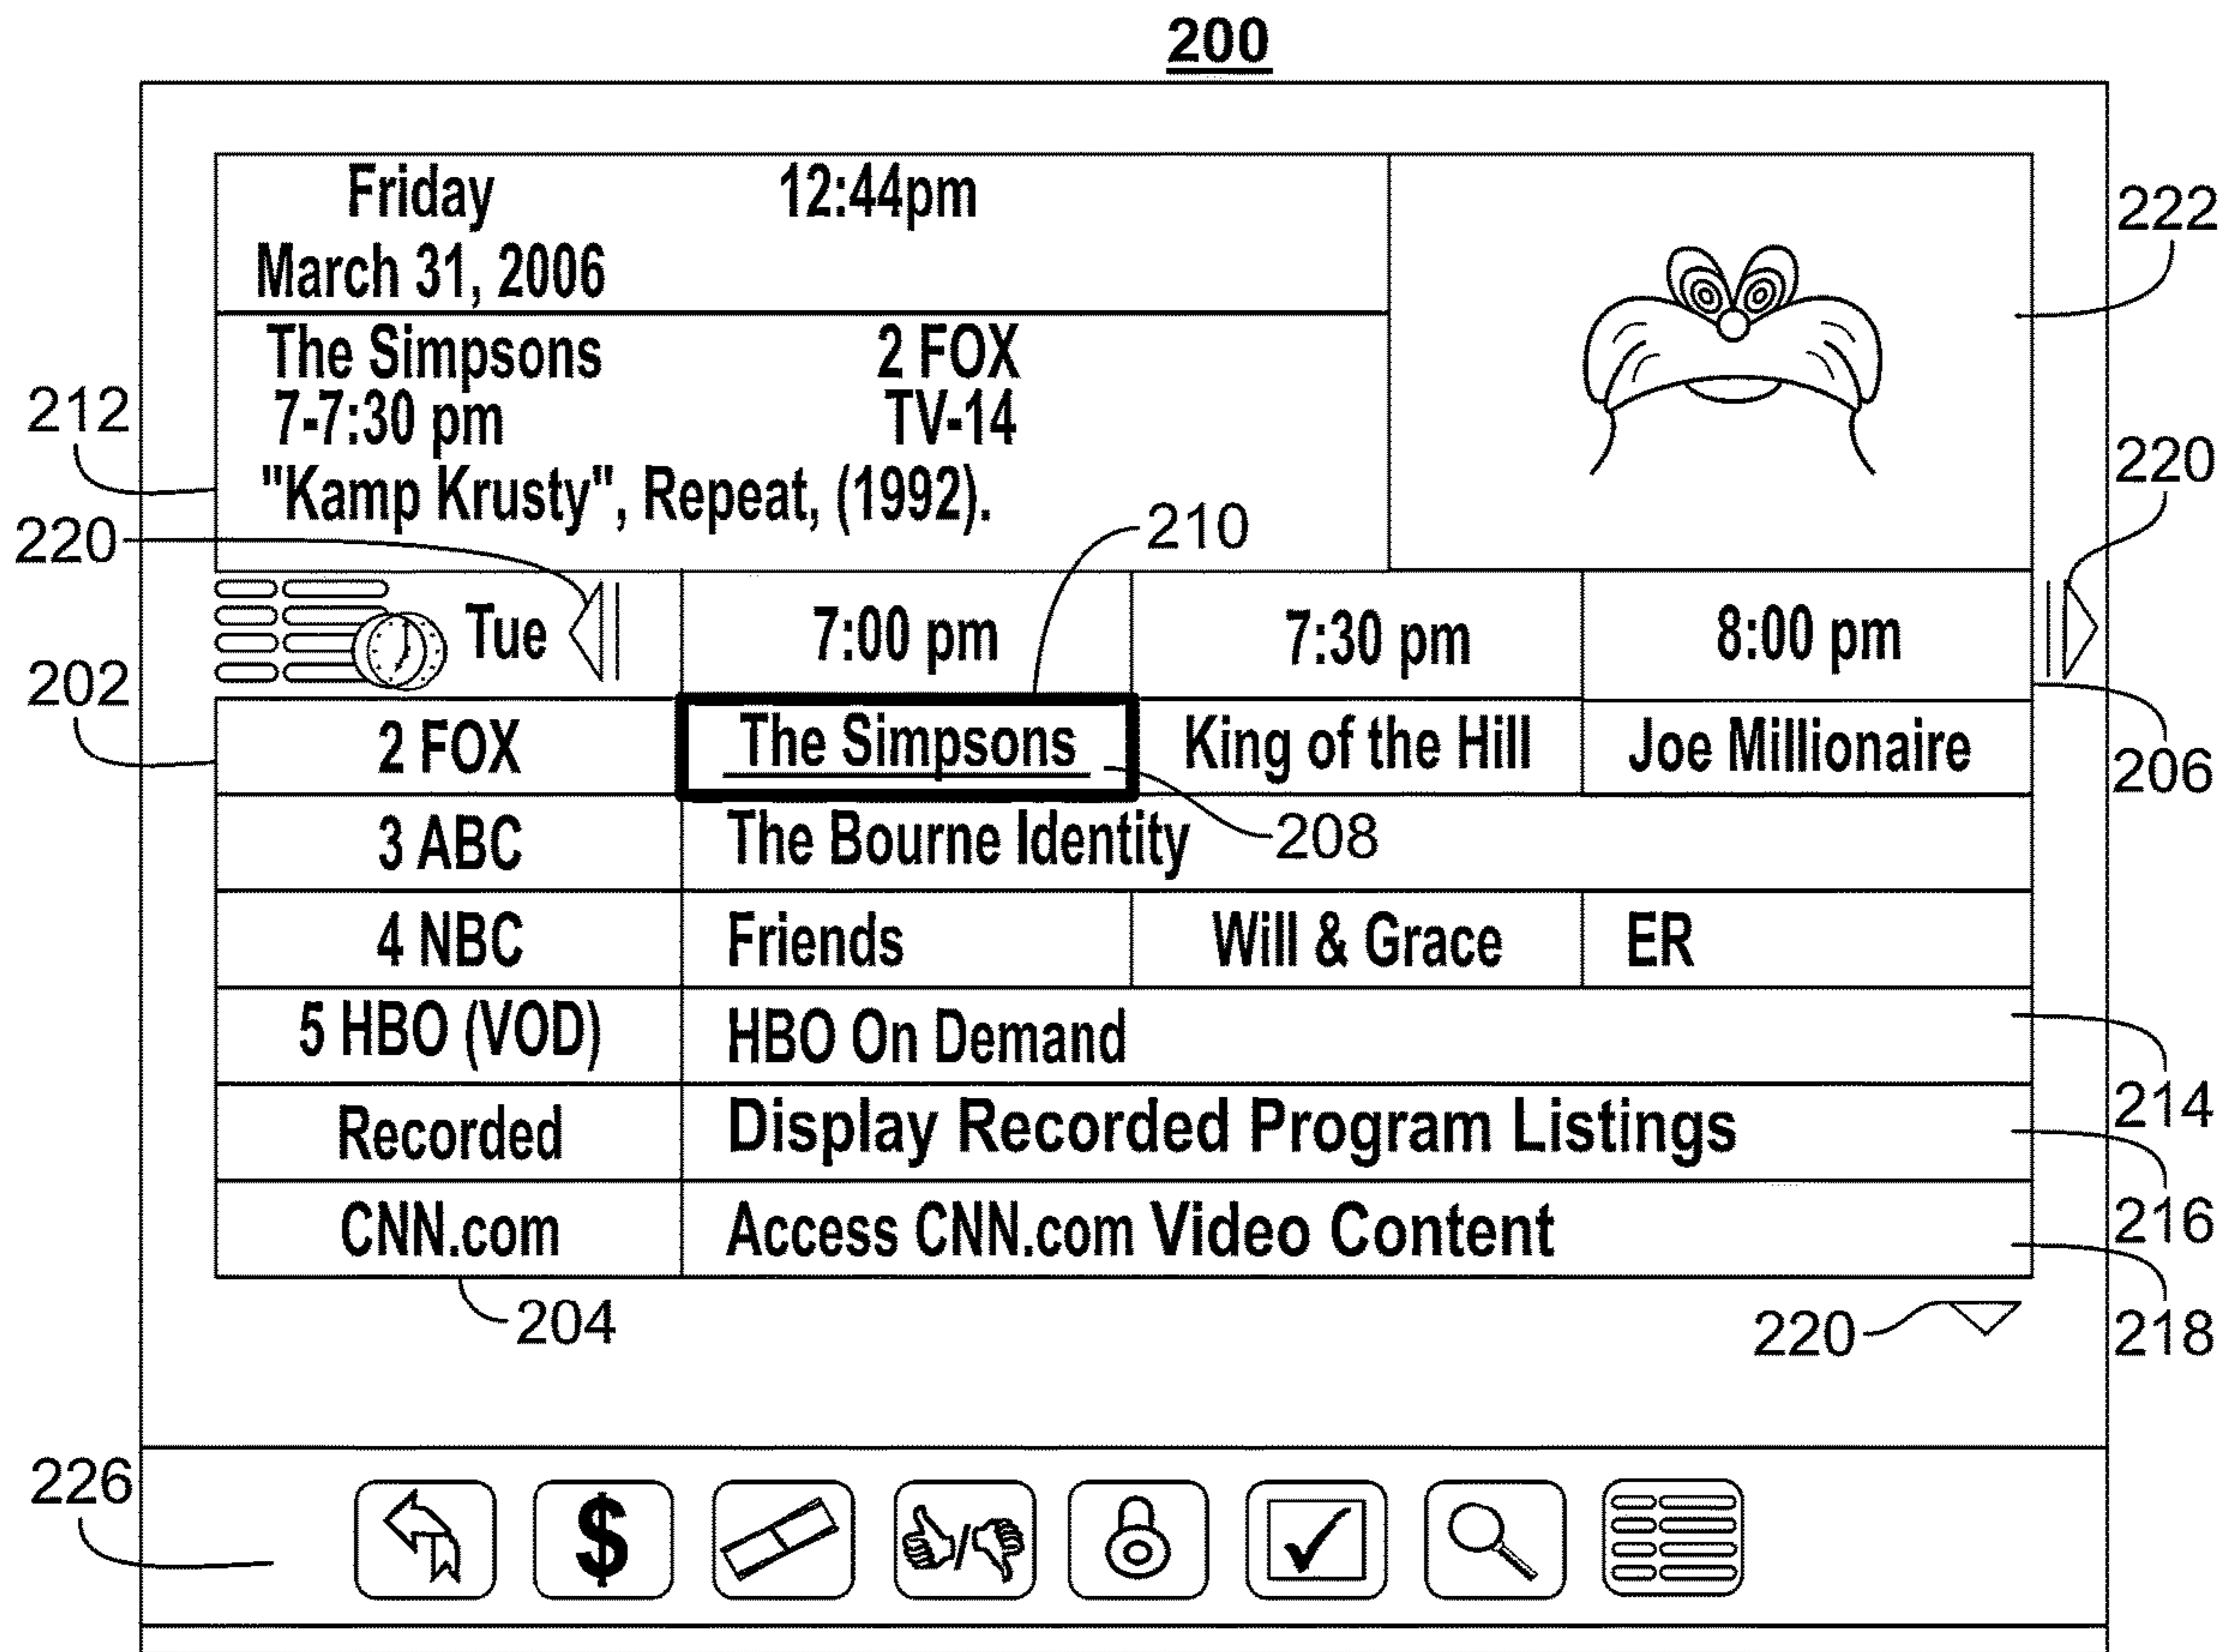 200
Friday 12:44pm
March 31, 2006
222
The Simpsons 2 FOX
212
7-7:30 pm TV-14
220
"Kamp Krusty", Repeat, (1992).
220
210
Tue 7:00 pm 7:30 pm 8:00 pm
202
2 FOX The Simpsons King of the Hill Joe Millionaire
206
3 ABC The Bourne Identity
208
4 NBC Friends Will & Grace ER
5 HBO (VOD) HBO On Demand
214
Recorded Display Recorded Program Listings
216
CNN.com Access CNN.com Video Content
204
220
218
226
$
/